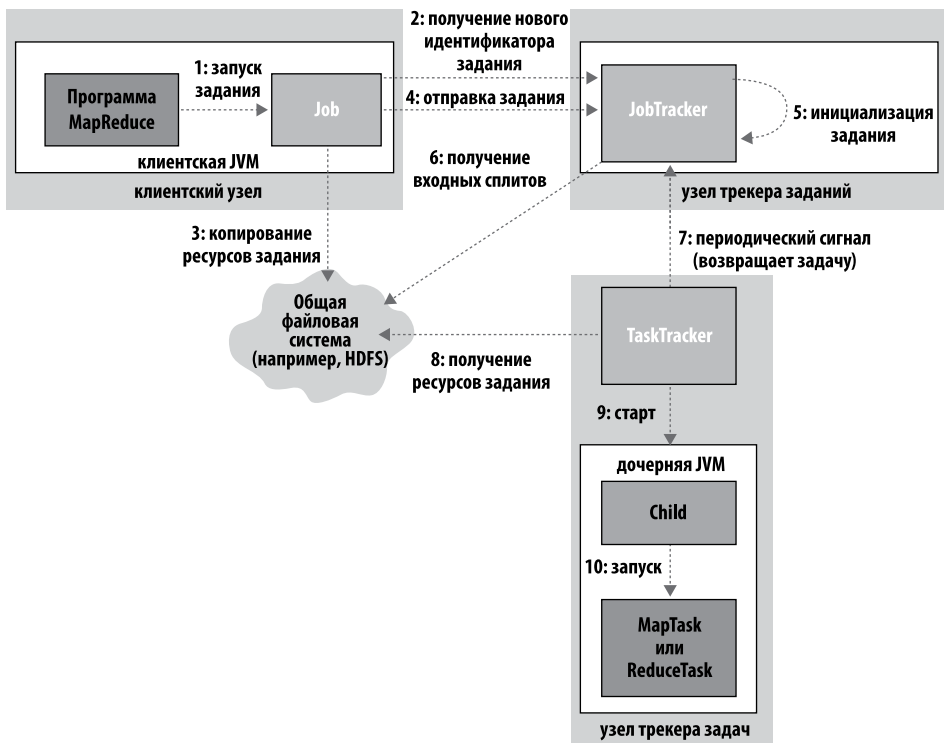 Программа
MapReduce
1: запуск
задания
Job
клиентская JVM
клиентский узел
2: получение нового
идентификатора
задания
4: отправка задания
JobTracker
5: инициализация
задания
узел трекера заданий
6: получение
входных сплитов
3: копирование
ресурсов задания
7: периодический сигнал
(возвращает задачу)
Общая
файловая
система
(например, HDFS)
TaskTracker
8: получение
ресурсов задания
9: старт
дочерняя JVM
Child
10: запуск
MapTask
или
ReduceTask
узел трекера задач